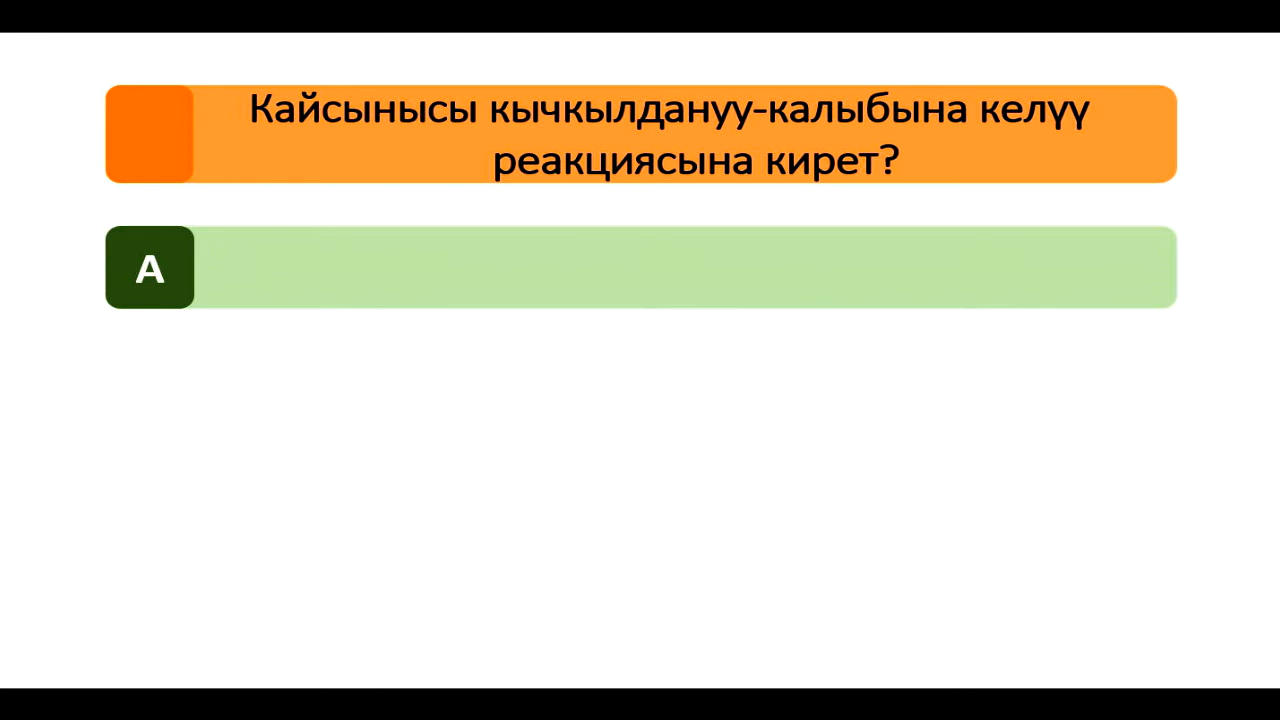 Кайсынысы кычкылдануу-калыбына келүү
реакциясына кирет?
A